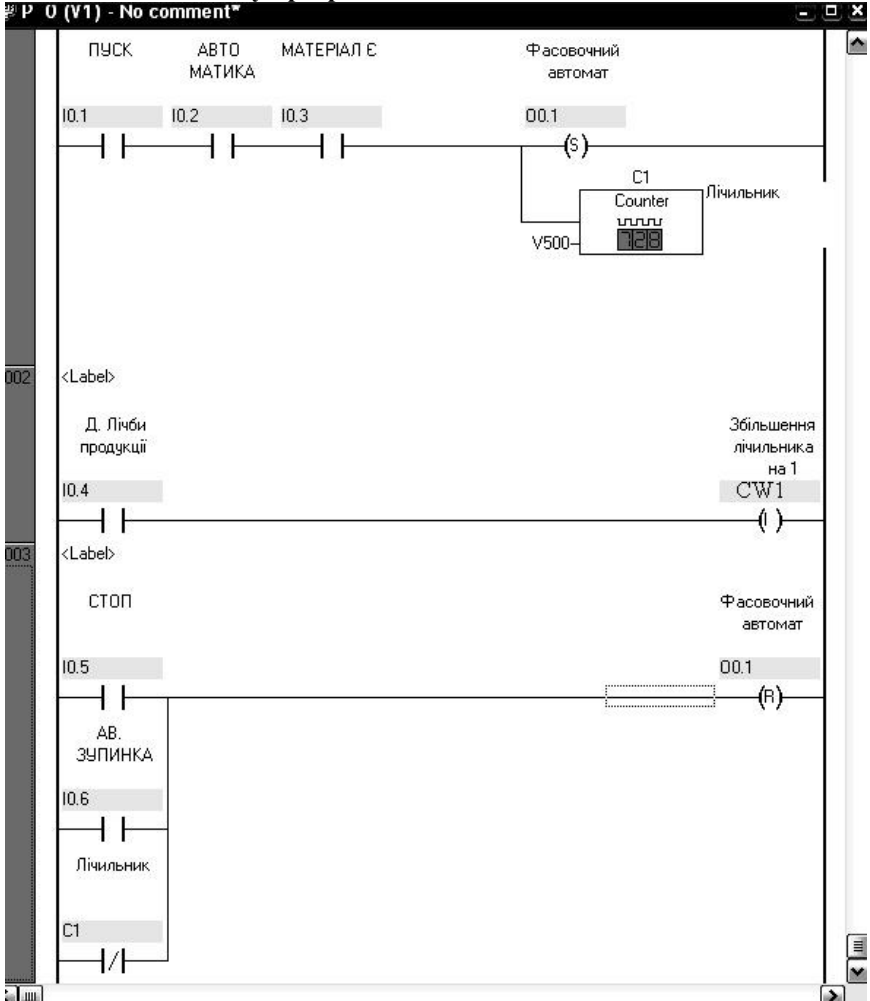 P 0 (V1) - No comment*
ПУСК
АВТО
МАТИКА
МАТЕРІАЛ Є
Фасовочний
автомат
I0.1
I0.2
I0.3
O0.1
(S)
C1
Counter
Лічильник
V500
728
002
<Label>
Д. Лічби
продукції
Збільшення
лічильника
на 1
I0.4
CW1
(I)
003
<Label>
СТОП
Фасовочний
автомат
I0.5
O0.1
(R)
АВ.
ЗУПИНКА
I0.6
Лічильник
C1